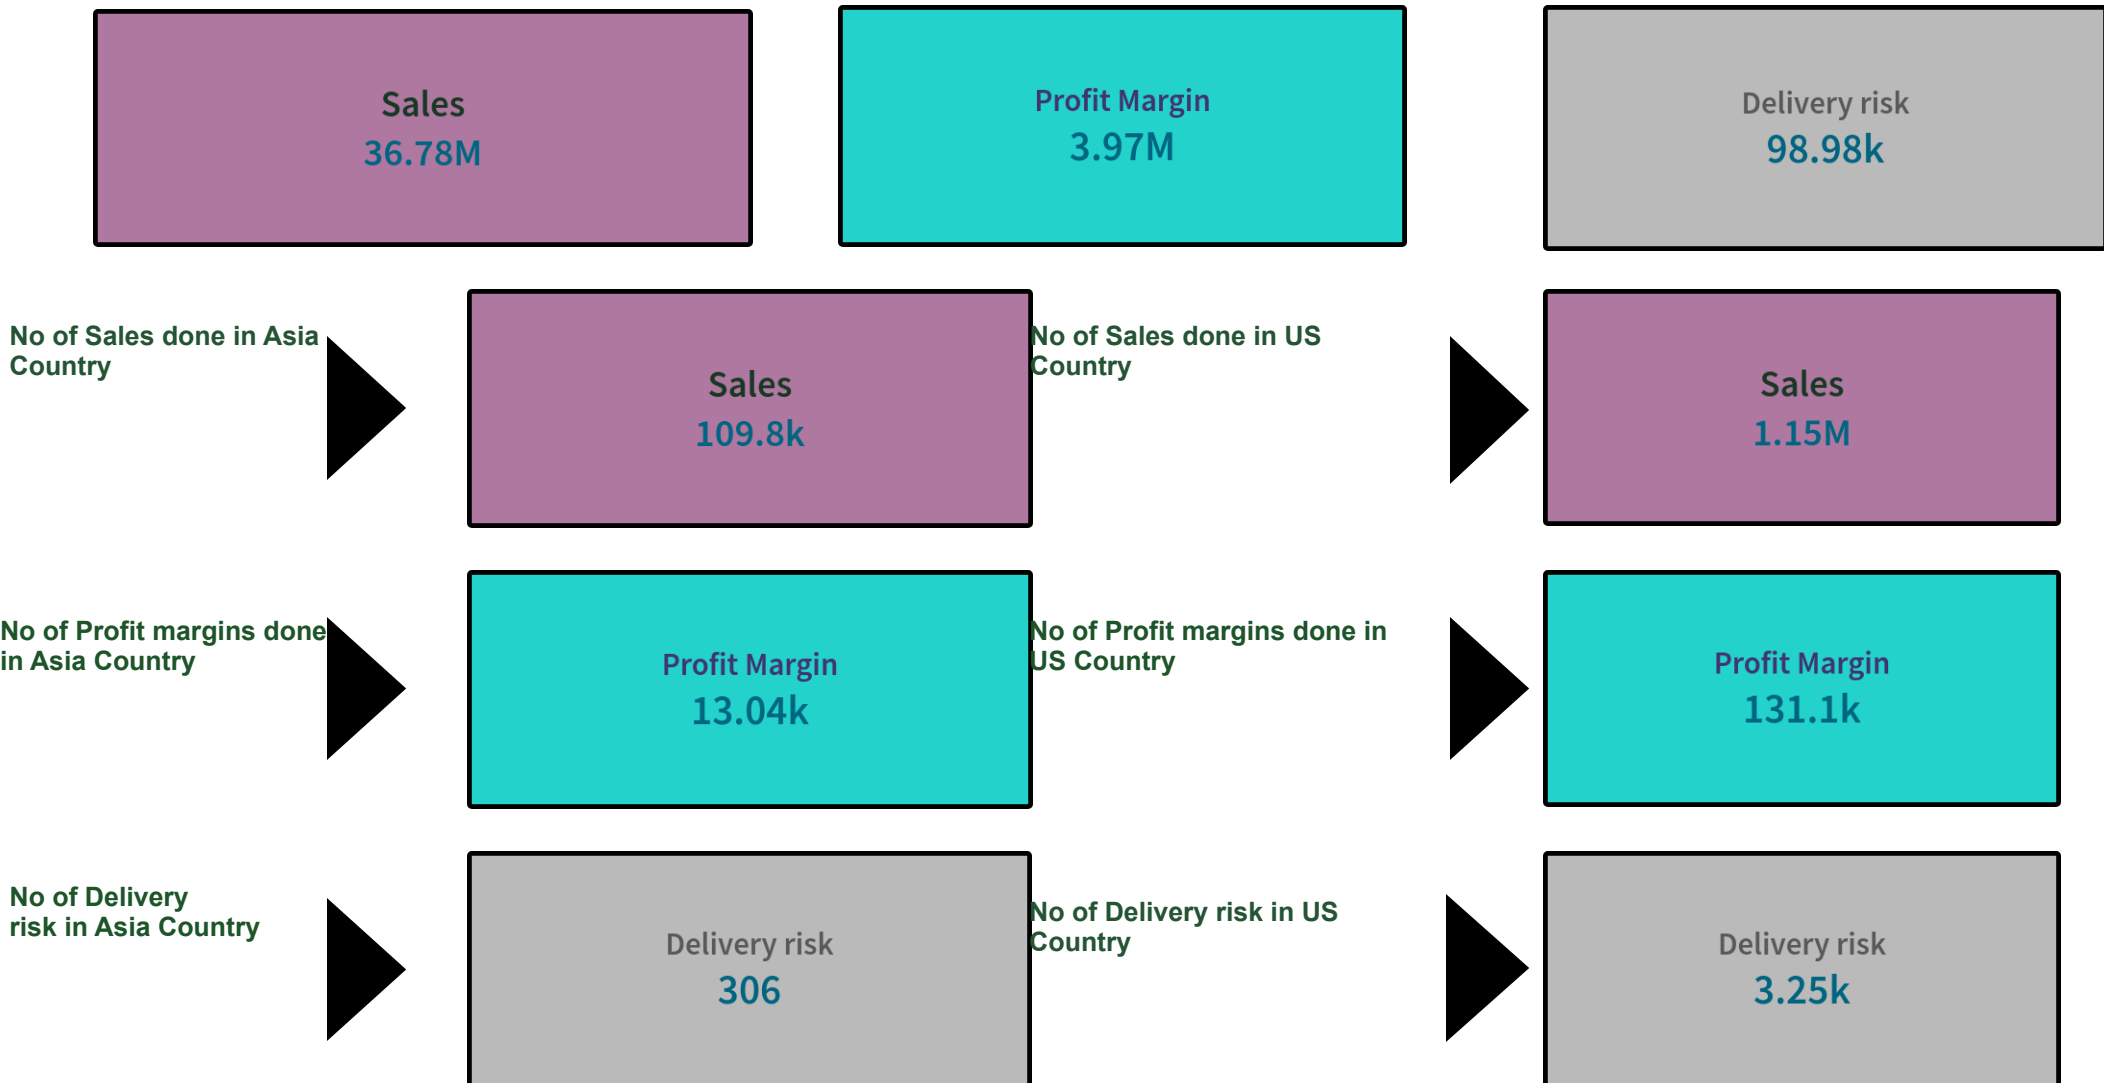 Sales
36.78M
Profit Margin
3.97M
Delivery risk
98.98k
No of Sales done in Asia
Country
Sales
109.8k
No of Sales done in US
Country
Sales
1.15M
No of Profit margins done
in Asia Country
Profit Margin
13.04k
No of Profit margins done in
US Country
Profit Margin
131.1k
No of Delivery
risk in Asia Country
Delivery risk
306
No of Delivery risk in US
Country
Delivery risk
3.25k